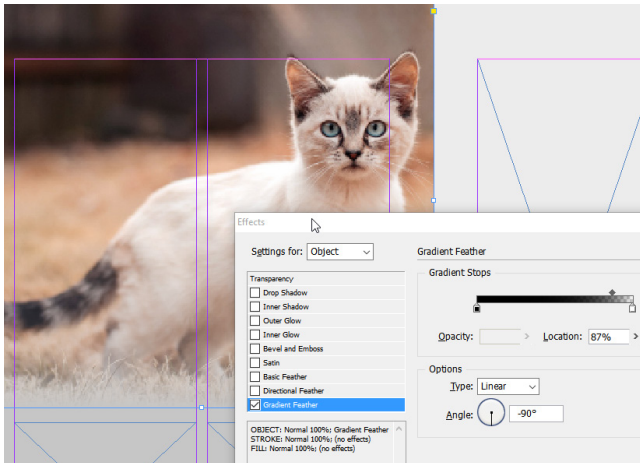 Effects
Settings for: Object
Gradient Feather
Transparency
Drop Shadow
Inner Shadow
Outer Glow
Inner Glow
Bevel and Emboss
Satin
Basic Feather
Directional Feather
Gradient Feather
OBJECT: Normal 100%; Gradient Feather
STROKE: Normal 100%; (no effects)
FILL: Normal 100%; (no effects)
Gradient Stops
Opacity: Location: 87%
Options
Type: Linear
Angle: -90°